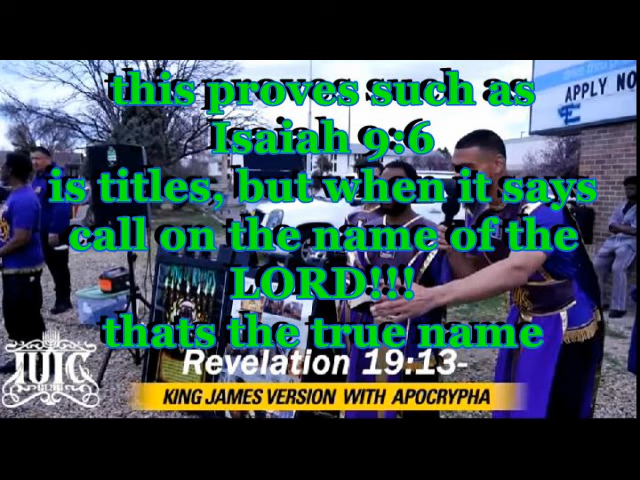 this proves such as
Isaiah 9:6
is titles, but when it says
call on the name of the
LORD!!!
thats the true name
APPLY NO
Revelation 19:13-
IUIC
KING JAMES VERSION WITH APOCRYPHA